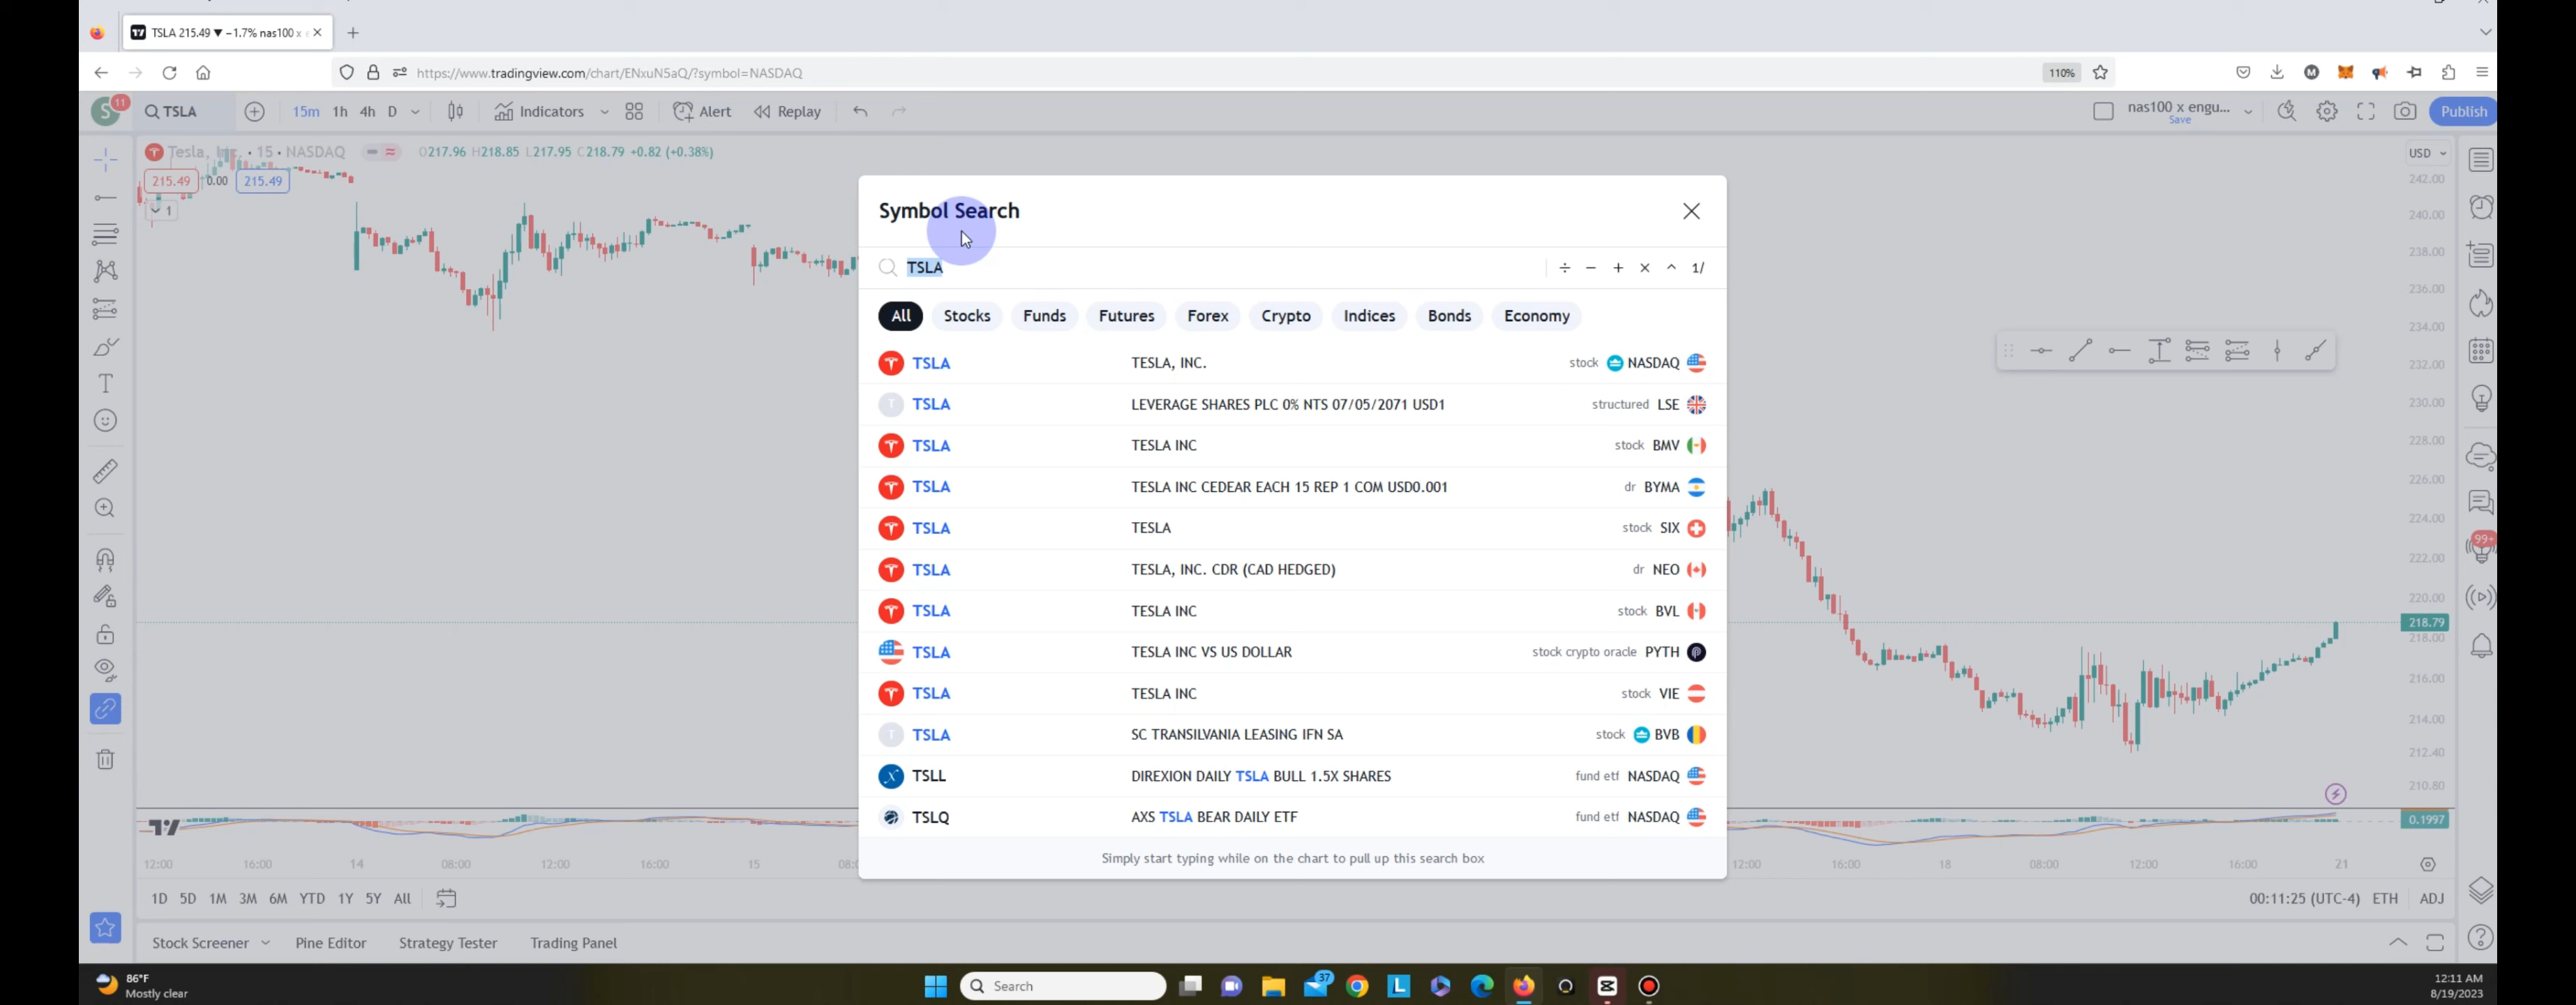 TSLA 215.49 ▼ −1.7% nas100 x
110%
https://www.tradingview.com/chart/ENxuN5aQ/?symbol=NASDAQ
S 11 TSLA 15m 1h 4h D Indicators Alert Replay nas100 x engu... Save Publish
Tesla, Inc. · 15 · NASDAQ O217.96 H218.85 L217.95 C218.79 +0.82 (+0.38%)
USD
215.49 0.00 215.49
1
Symbol Search
TSLA ÷ − + × ^ 1/
All Stocks Funds Futures Forex Crypto Indices Bonds Economy
TSLA TESLA, INC. stock NASDAQ
TSLA LEVERAGE SHARES PLC 0% NTS 07/05/2071 USD1 structured LSE
TSLA TESLA INC stock BMV
TSLA TESLA INC CEDEAR EACH 15 REP 1 COM USD0.001 dr BYMA
TSLA TESLA stock SIX
TSLA TESLA, INC. CDR (CAD HEDGED) dr NEO
TSLA TESLA INC stock BVL
TSLA TESLA INC VS US DOLLAR stock crypto oracle PYTH
TSLA TESLA INC stock VIE
TSLA SC TRANSILVANIA LEASING IFN SA stock BVB
TSLL DIREXION DAILY TSLA BULL 1.5X SHARES fund etf NASDAQ
TSLQ AXS TSLA BEAR DAILY ETF fund etf NASDAQ
Simply start typing while on the chart to pull up this search box
242.00
240.00
238.00
236.00
234.00
232.00
230.00
228.00
226.00
224.00
222.00
220.00
218.79
218.00
216.00
214.00
212.40
210.80
0.1997
99+
12:00 16:00 14 08:00 12:00 16:00 15 12:00 16:00 18 08:00 12:00 16:00 21
1D 5D 1M 3M 6M YTD 1Y 5Y All 00:11:25 (UTC-4) ETH ADJ
Stock Screener Pine Editor Strategy Tester Trading Panel
86°F
Mostly clear
Search
37
12:11 AM
8/19/2023